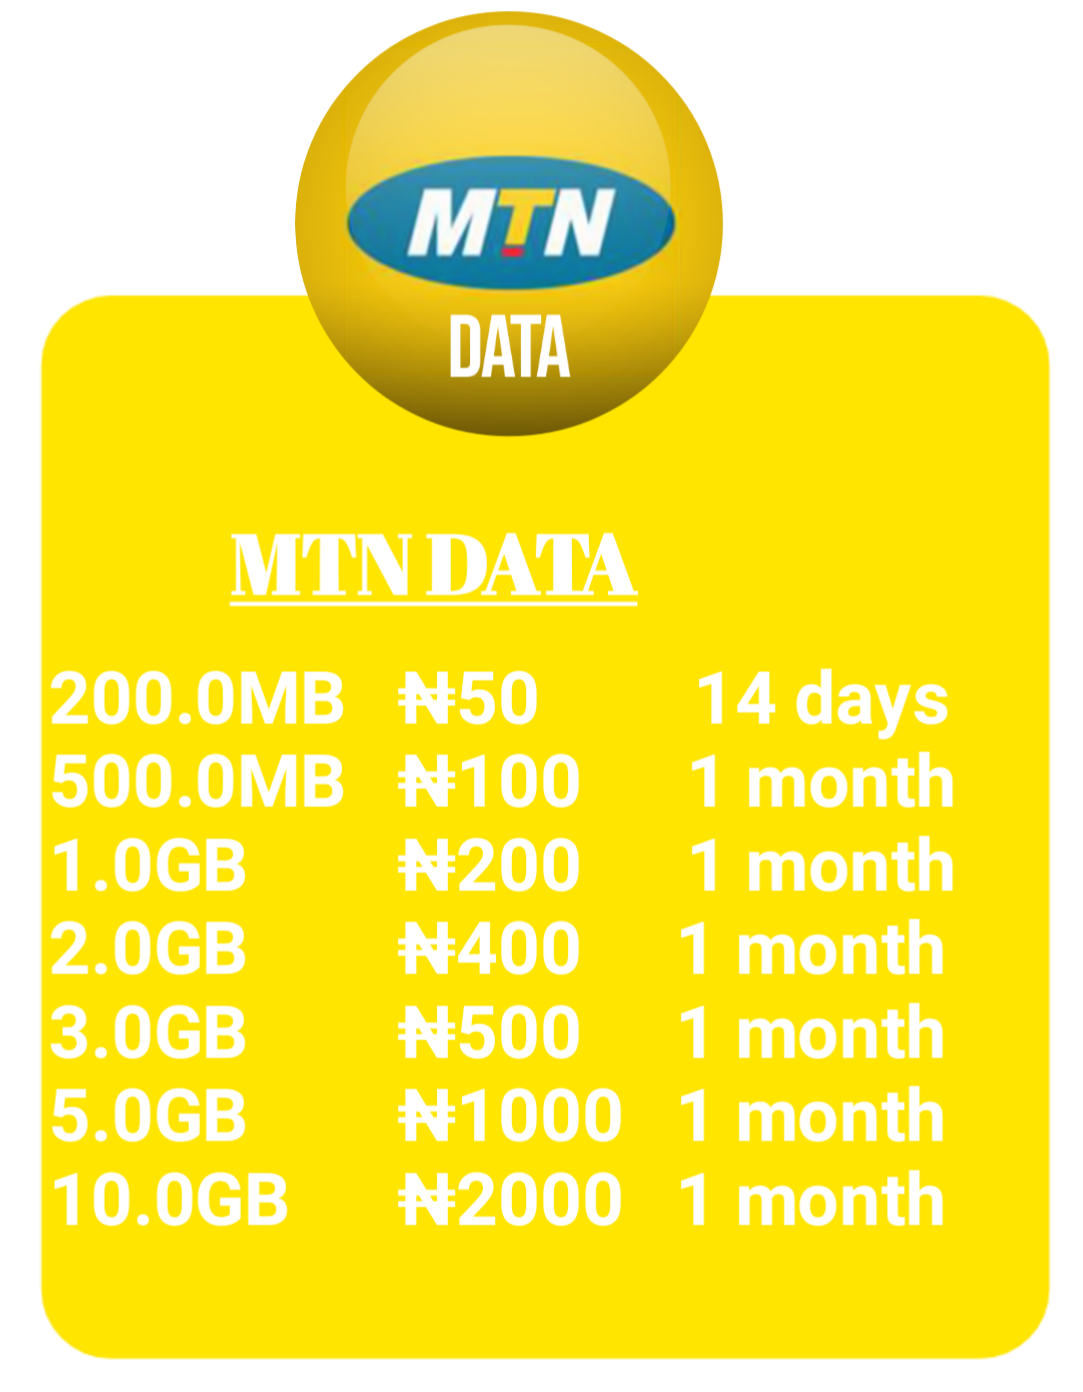 MTN
DATA
MTN DATA
200.0MB ₦50 14 days
500.0MB ₦100 1 month
1.0GB ₦200 1 month
2.0GB ₦400 1 month
3.0GB ₦500 1 month
5.0GB ₦1000 1 month
10.0GB ₦2000 1 month